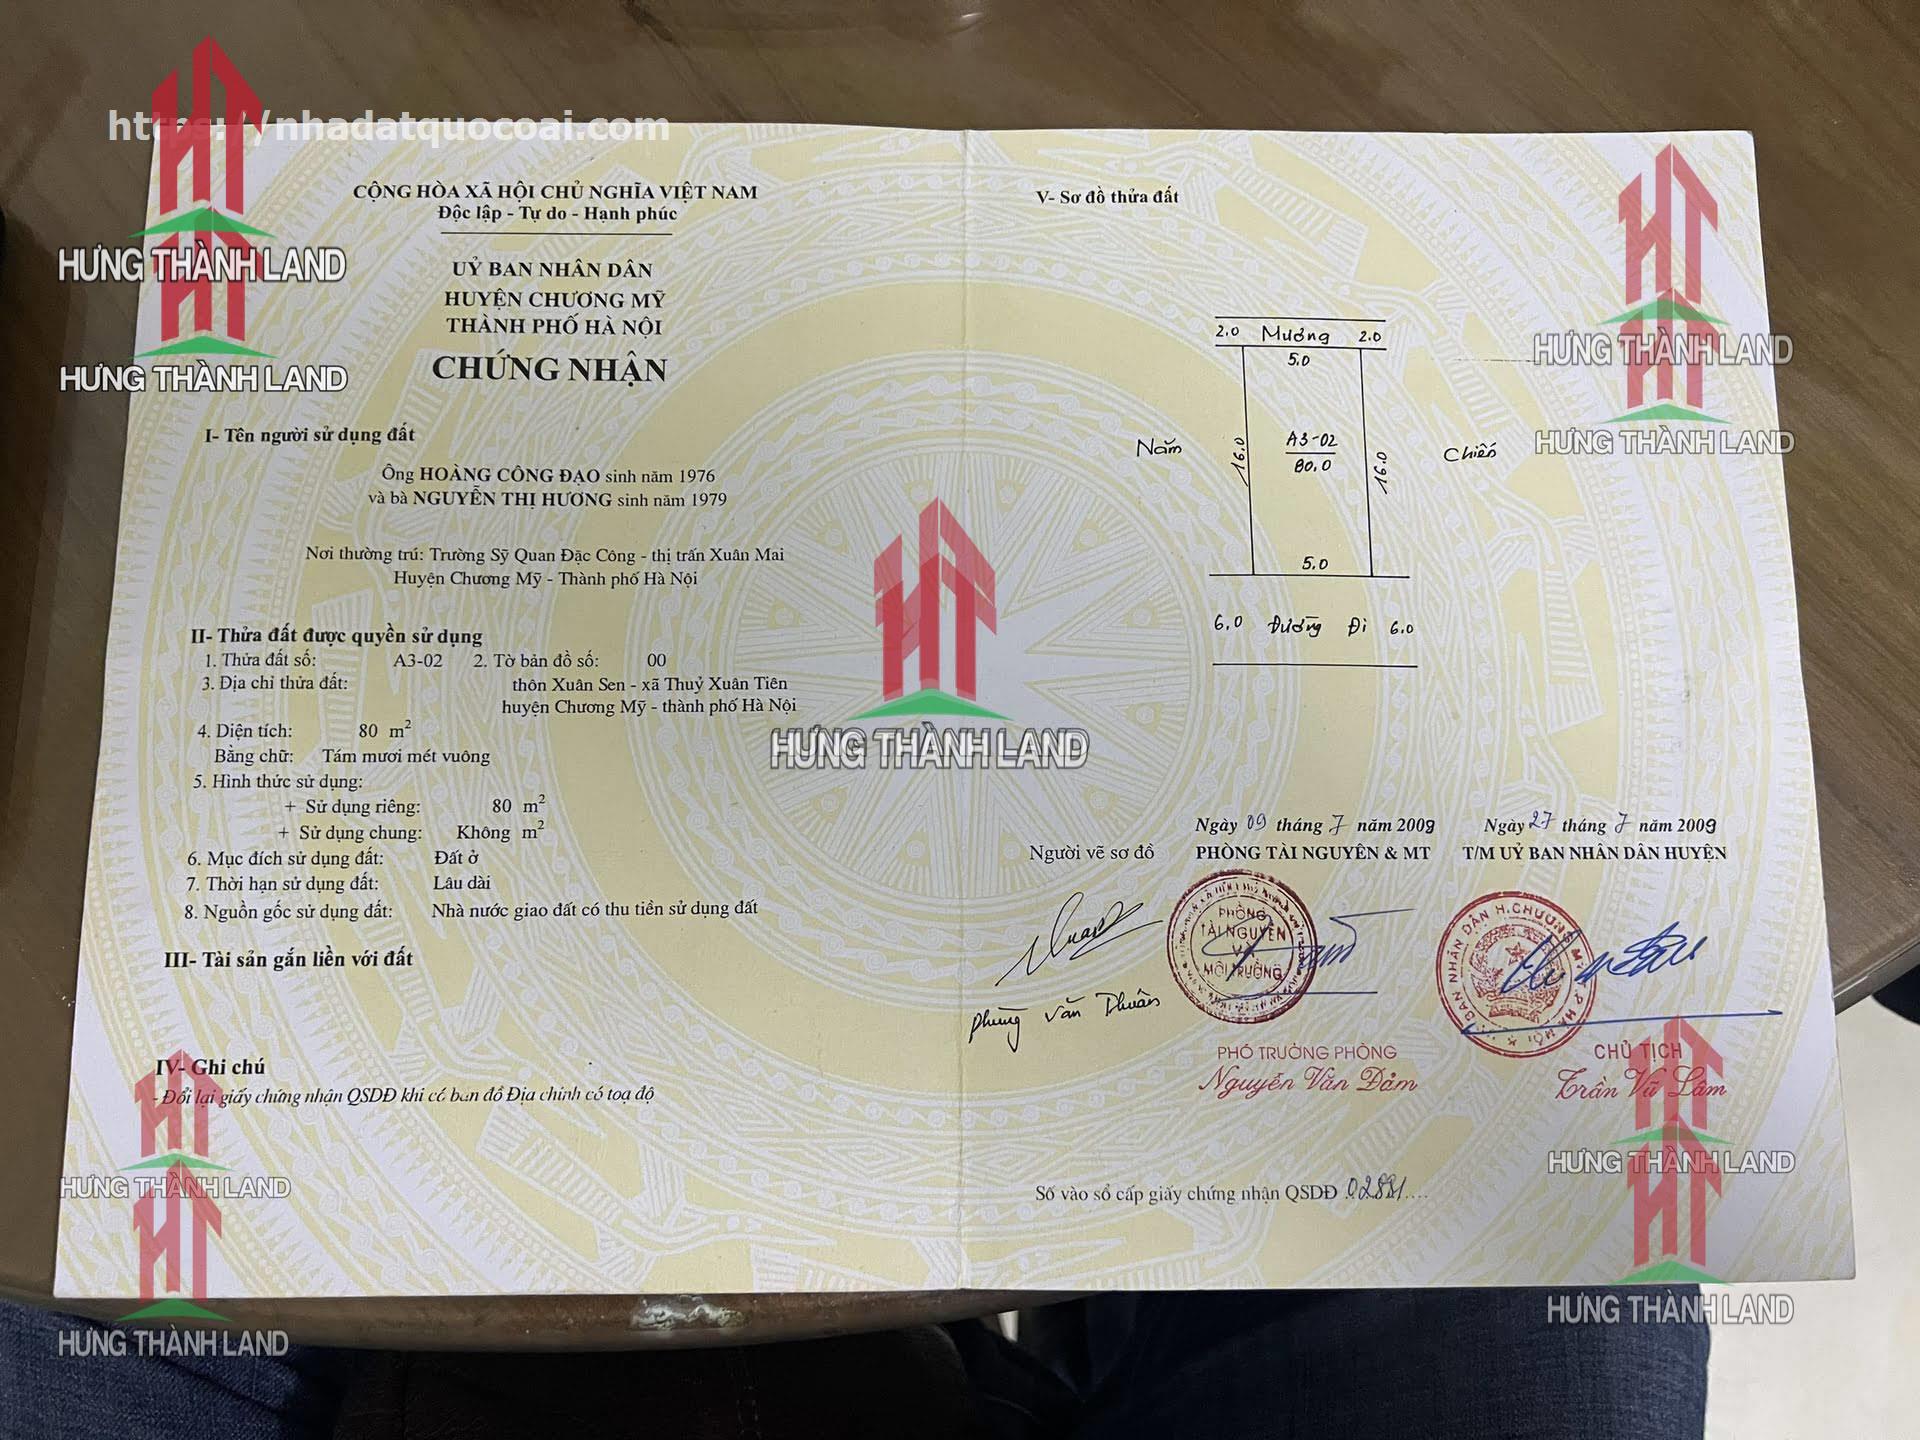 https://nhadatquocoai.com
CỘNG HÒA XÃ HỘI CHỦ NGHĨA VIỆT NAM
Độc lập - Tự do - Hạnh phúc
UỶ BAN NHÂN DÂN
HUYỆN CHƯƠNG MỸ
THÀNH PHỐ HÀ NỘI
CHỨNG NHẬN
I- Tên người sử dụng đất
Ông HOÀNG CÔNG ĐẠO sinh năm 1976
và bà NGUYỄN THỊ HƯƠNG sinh năm 1979
Nơi thường trú: Trường Sỹ Quan Đặc Công - thị trấn Xuân Mai
Huyện Chương Mỹ - Thành phố Hà Nội
II- Thửa đất được quyền sử dụng
1. Thửa đất số: A3-02 2. Tờ bản đồ số: 00
3. Địa chỉ thửa đất: thôn Xuân Sen - xã Thuỷ Xuân Tiên
huyện Chương Mỹ - thành phố Hà Nội
4. Diện tích: 80 m2
Bằng chữ: Tám mươi mét vuông
5. Hình thức sử dụng:
+ Sử dụng riêng: 80 m2
+ Sử dụng chung: Không m2
6. Mục đích sử dụng đất: Đất ở
7. Thời hạn sử dụng đất: Lâu dài
8. Nguồn gốc sử dụng đất: Nhà nước giao đất có thu tiền sử dụng đất
III- Tài sản gắn liền với đất
IV- Ghi chú
- Đổi lại giấy chứng nhận QSDĐ khi có bản đồ Địa chính có toạ độ
V- Sơ đồ thửa đất
2.0 Mương 2.0
5.0
Năm 16.0 A3-02 16.0 Chiến
80.0
5.0
6.0 Đường Đi 6.0
Ngày 09 tháng 7 năm 2009
Ngày 27 tháng 7 năm 2009
Người vẽ sơ đồ
PHÒNG TÀI NGUYÊN & MT
T/M UỶ BAN NHÂN DÂN HUYỆN
PHÒNG
TÀI NGUYÊN
VÀ
MÔI TRƯỜNG
BAN NHÂN DÂN H.CHƯƠNG MỸ
Phùng Văn Thuân
PHÓ TRƯỞNG PHÒNG
Nguyễn Văn Đảm
CHỦ TỊCH
Trần Vũ Lâm
Số vào sổ cấp giấy chứng nhận QSDĐ 02881....
HƯNG THÀNH LAND
HƯNG THÀNH LAND
HƯNG THÀNH LAND
HƯNG THÀNH LAND
HƯNG THÀNH LAND
HƯNG THÀNH LAND
HƯNG THÀNH LAND
HƯNG THÀNH LAND
HƯNG THÀNH LAND